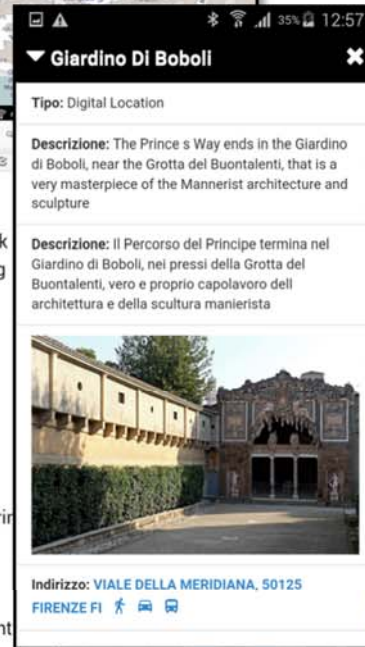 35% 12:57
Giardino Di Boboli
Tipo: Digital Location
Descrizione: The Prince s Way ends in the Giardino
di Boboli, near the Grotta del Buontalenti, that is a
very masterpiece of the Mannerist architecture and
sculpture
Descrizione: Il Percorso del Principe termina nel
Giardino di Boboli, nei pressi della Grotta del
Buontalenti, vero e proprio capolavoro dell
architettura e della scultura manierista
Indirizzo: VIALE DELLA MERIDIANA, 50125
FIRENZE FI